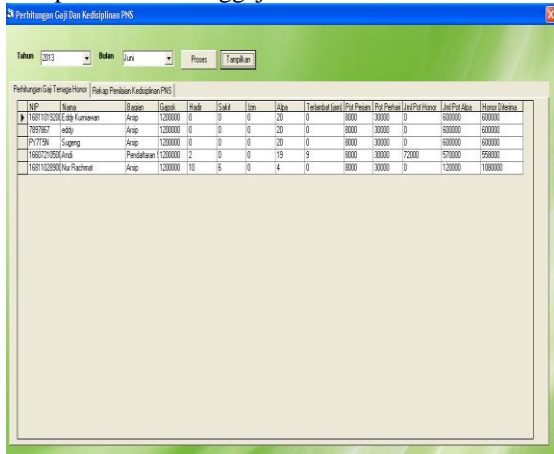 Perhitungan Gaji Dan Kedisiplinan PNS
Tahun 2013 Bulan Juni Proses Tampilkan
Perhitungan Gaji Tenaga Honor Rekap Penilaian Kedisiplinan PNS
NIP Nama Bagian Gapok Hadir Sakit Izin Alpa Terlambat (jam) Pot Perjam Pot Perhari Jml Pot Honor Jml Pot Alpa Honor Diterima
1681101920 Eddy Kurniawan Arsip 1200000 0 0 0 20 0 8000 30000 0 600000 600000
7897867 eddy Arsip 1200000 0 0 0 20 0 8000 30000 0 600000 600000
PY7T5N Sugeng Arsip 1200000 0 0 0 20 0 8000 30000 0 600000 600000
1660721050 Andi Pendaftaran 1200000 2 0 0 19 9 8000 30000 72000 570000 558000
1681102890 Nur Rachmat Arsip 1200000 10 6 0 4 0 8000 30000 0 120000 1080000